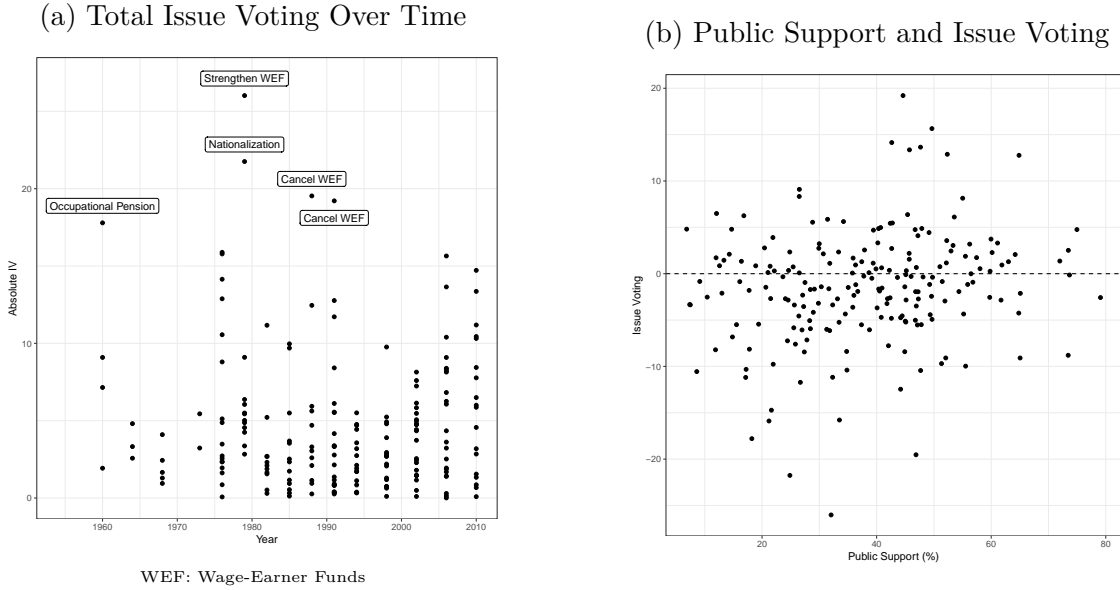 (a) Total Issue Voting Over Time
Strengthen WEF
Nationalization
Cancel WEF
Occupational Pension
Cancel WEF
20
10
0
Absolute IV
1960 1970 1980 1990 2000 2010
Year
WEF: Wage-Earner Funds
(b) Public Support and Issue Voting
20
10
0
−10
−20
Issue Voting
20 40 60 80
Public Support (%)